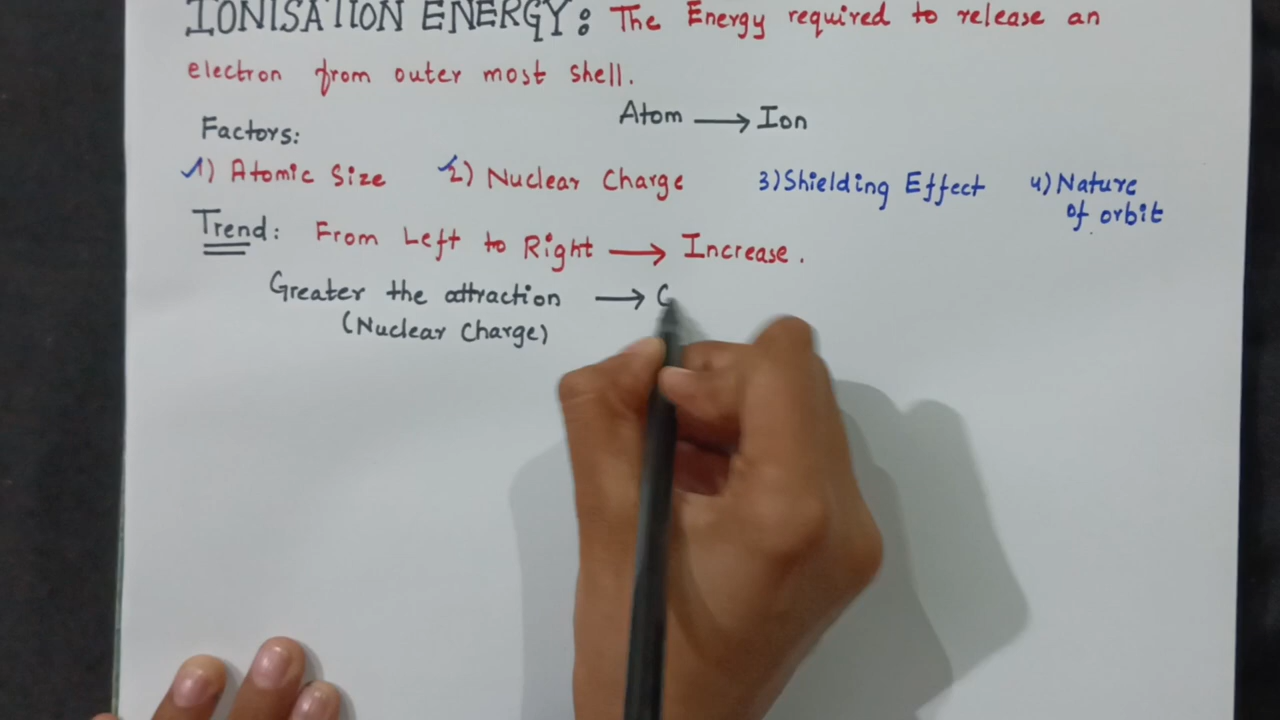 IONISATION ENERGY: The Energy required to release an
electron from outer most shell.
Atom → Ion
Factors:
1) Atomic Size 2) Nuclear Charge 3) Shielding Effect 4) Nature
of orbit
Trend: From Left to Right → Increase.
Greater the attraction → G
(Nuclear Charge)